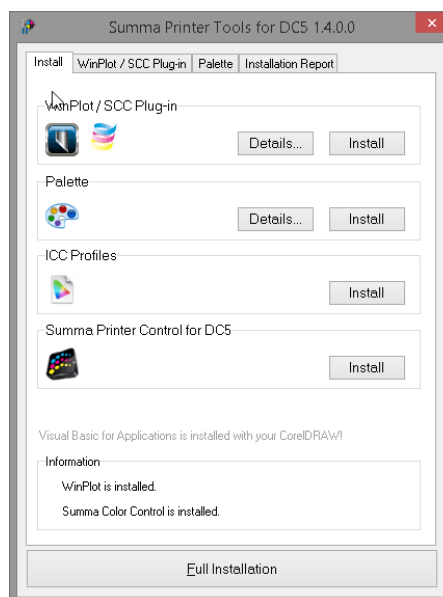 Summa Printer Tools for DC5 1.4.0.0
Install WinPlot / SCC Plug-in Palette Installation Report
WinPlot / SCC Plug-in
Details... Install
Palette
Details... Install
ICC Profiles
Install
Summa Printer Control for DC5
Install
Visual Basic for Applications is installed with your CorelDRAW!
Information
WinPlot is installed.
Summa Color Control is installed.
Full Installation